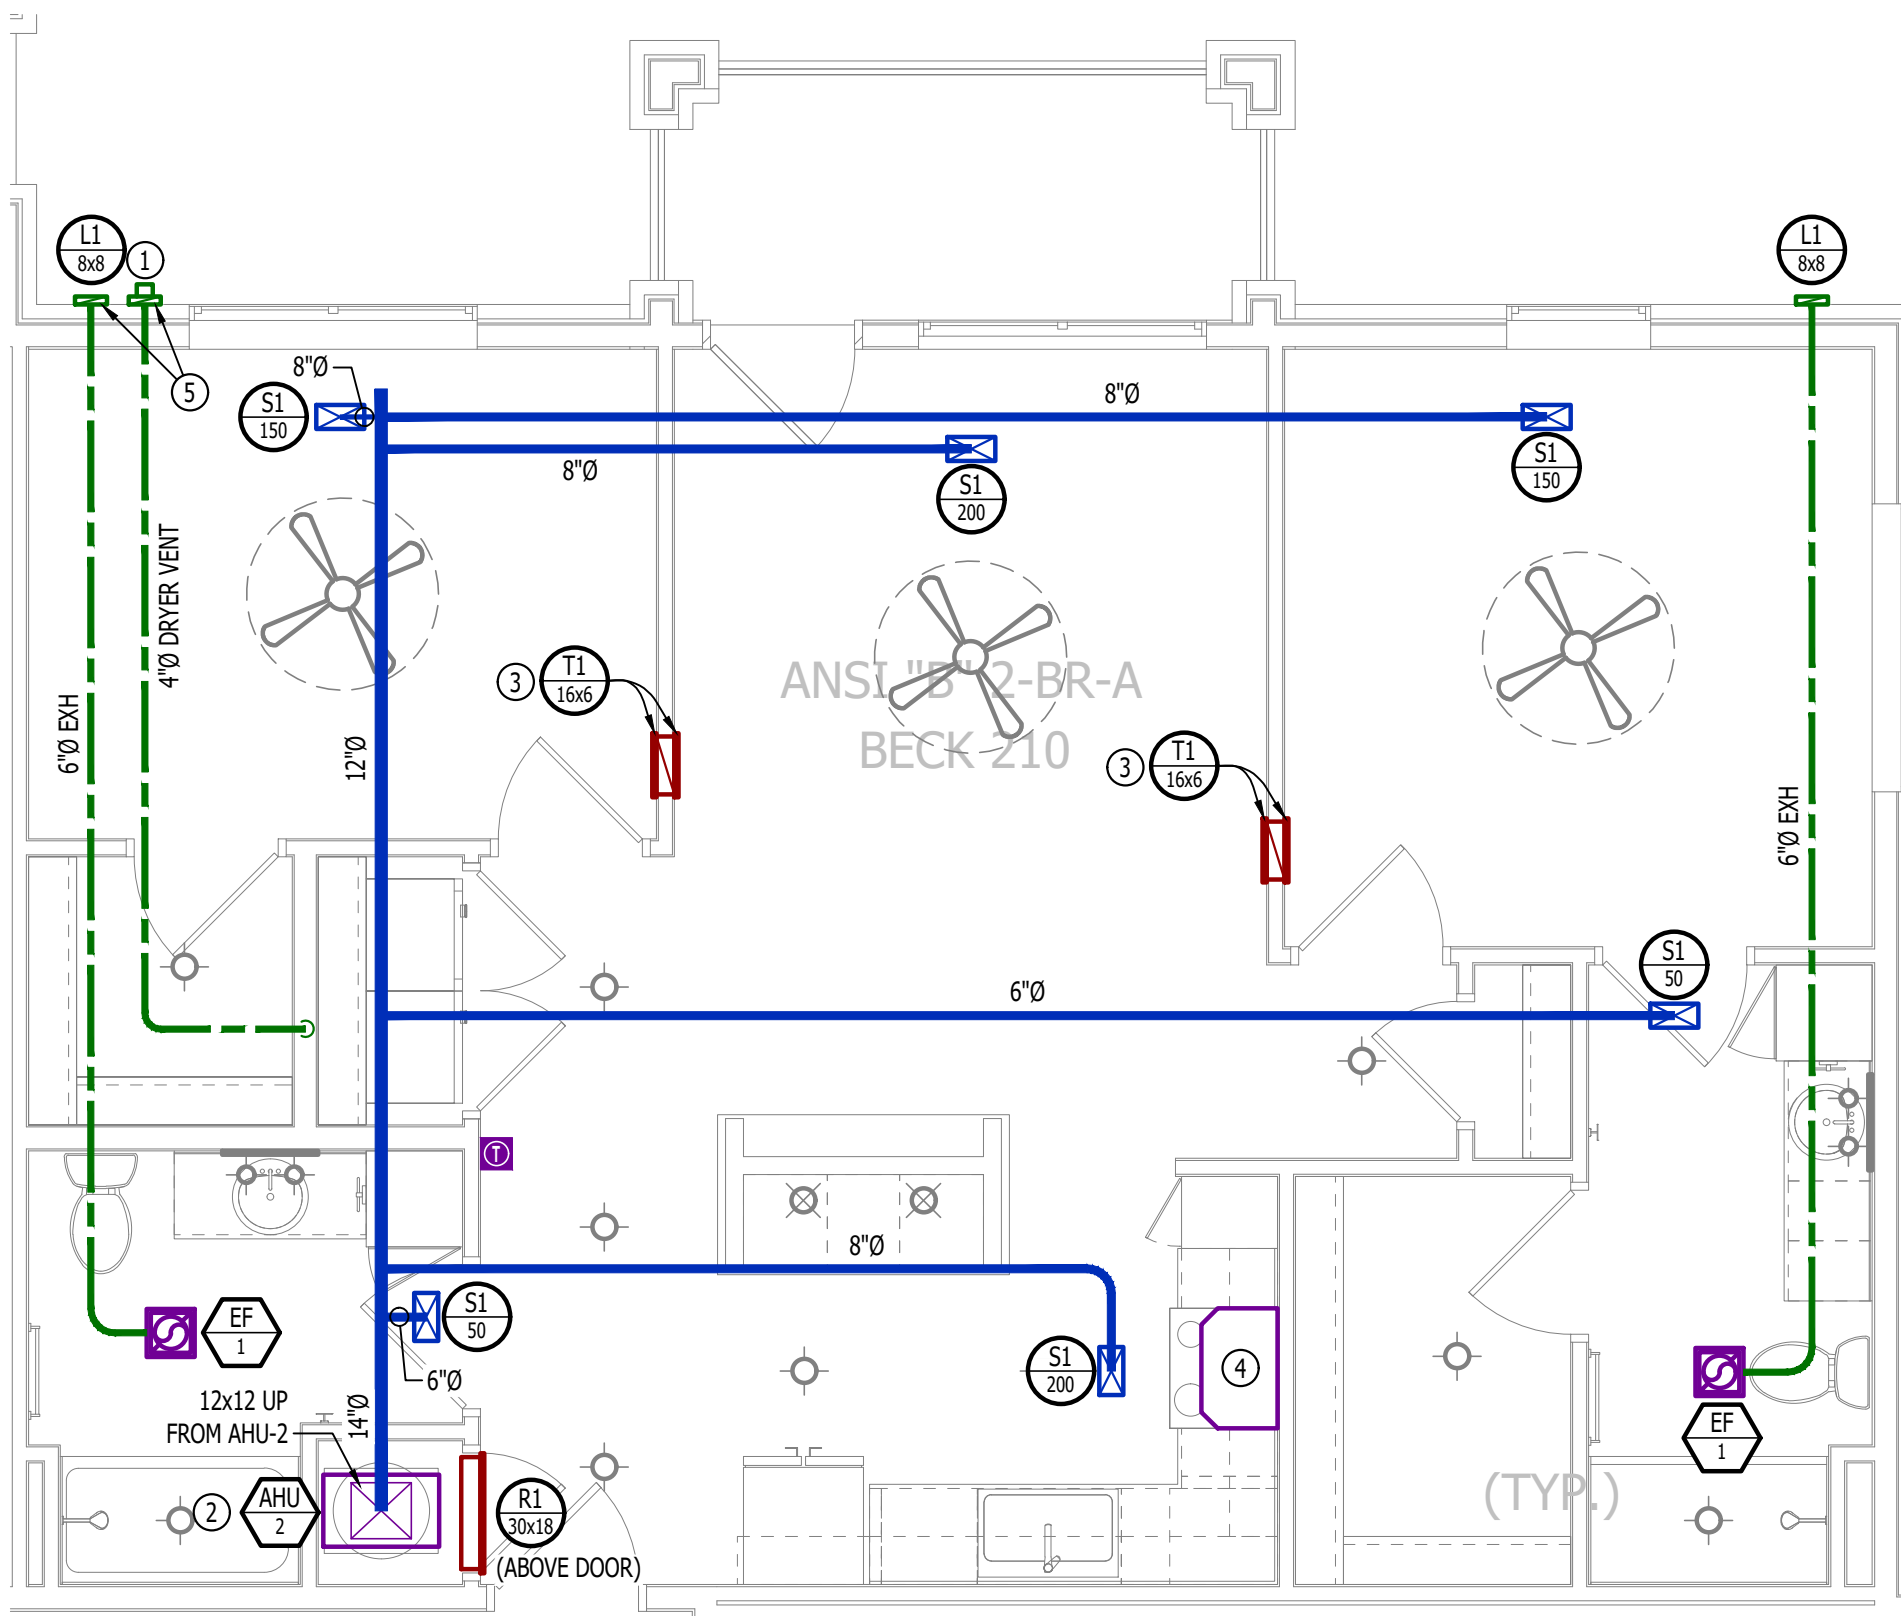 L1
8x8
1
L1
8x8
5
8"Ø
S1
150
8"Ø
S1
150
8"Ø
S1
200
4"Ø DRYER VENT
6"Ø EXH
12"Ø
3
T1
16x6
ANSI "B" 2-BR-A
BECK 210
3
T1
16x6
6"Ø EXH
S1
50
6"Ø
T
8"Ø
EF
1
S1
50
6"Ø
S1
200
4
12x12 UP
FROM AHU-2
14"Ø
EF
1
2
AHU
2
R1
30x18
(ABOVE DOOR)
(TYP.)